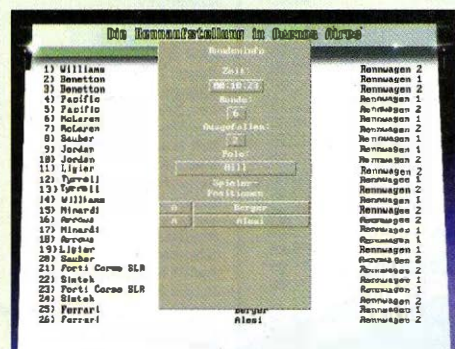 Die Rennaufstellung in Buenos Aires
Rundeninfo
Zeit:
00:10:23
Runde:
6
Ausgefallen:
2
Pole:
Hill
Spieler-
Positionen
0 Berger
0 Alesi
1) Williams Rennwagen 2
2) Benetton Rennwagen 1
3) Benetton Rennwagen 2
4) Pacific Rennwagen 1
5) Pacific Rennwagen 2
6) McLaren Rennwagen 1
7) McLaren Rennwagen 2
8) Sauber Rennwagen 1
9) Jordan Rennwagen 1
10) Jordan Rennwagen 2
11) Ligier Rennwagen 2
12) Tyrrell Rennwagen 1
13) Tyrrell Rennwagen 2
14) Williams Rennwagen 1
15) Minardi Rennwagen 2
16) Arrows Rennwagen 2
17) Minardi Rennwagen 1
18) Arrows Rennwagen 1
19) Ligier Rennwagen 1
20) Sauber Rennwagen 2
21) Forti Corse SLR Rennwagen 2
22) Simtek Rennwagen 1
23) Forti Corse SLR Rennwagen 1
24) Simtek Rennwagen 2
25) Ferrari Berger Rennwagen 1
26) Ferrari Alesi Rennwagen 2